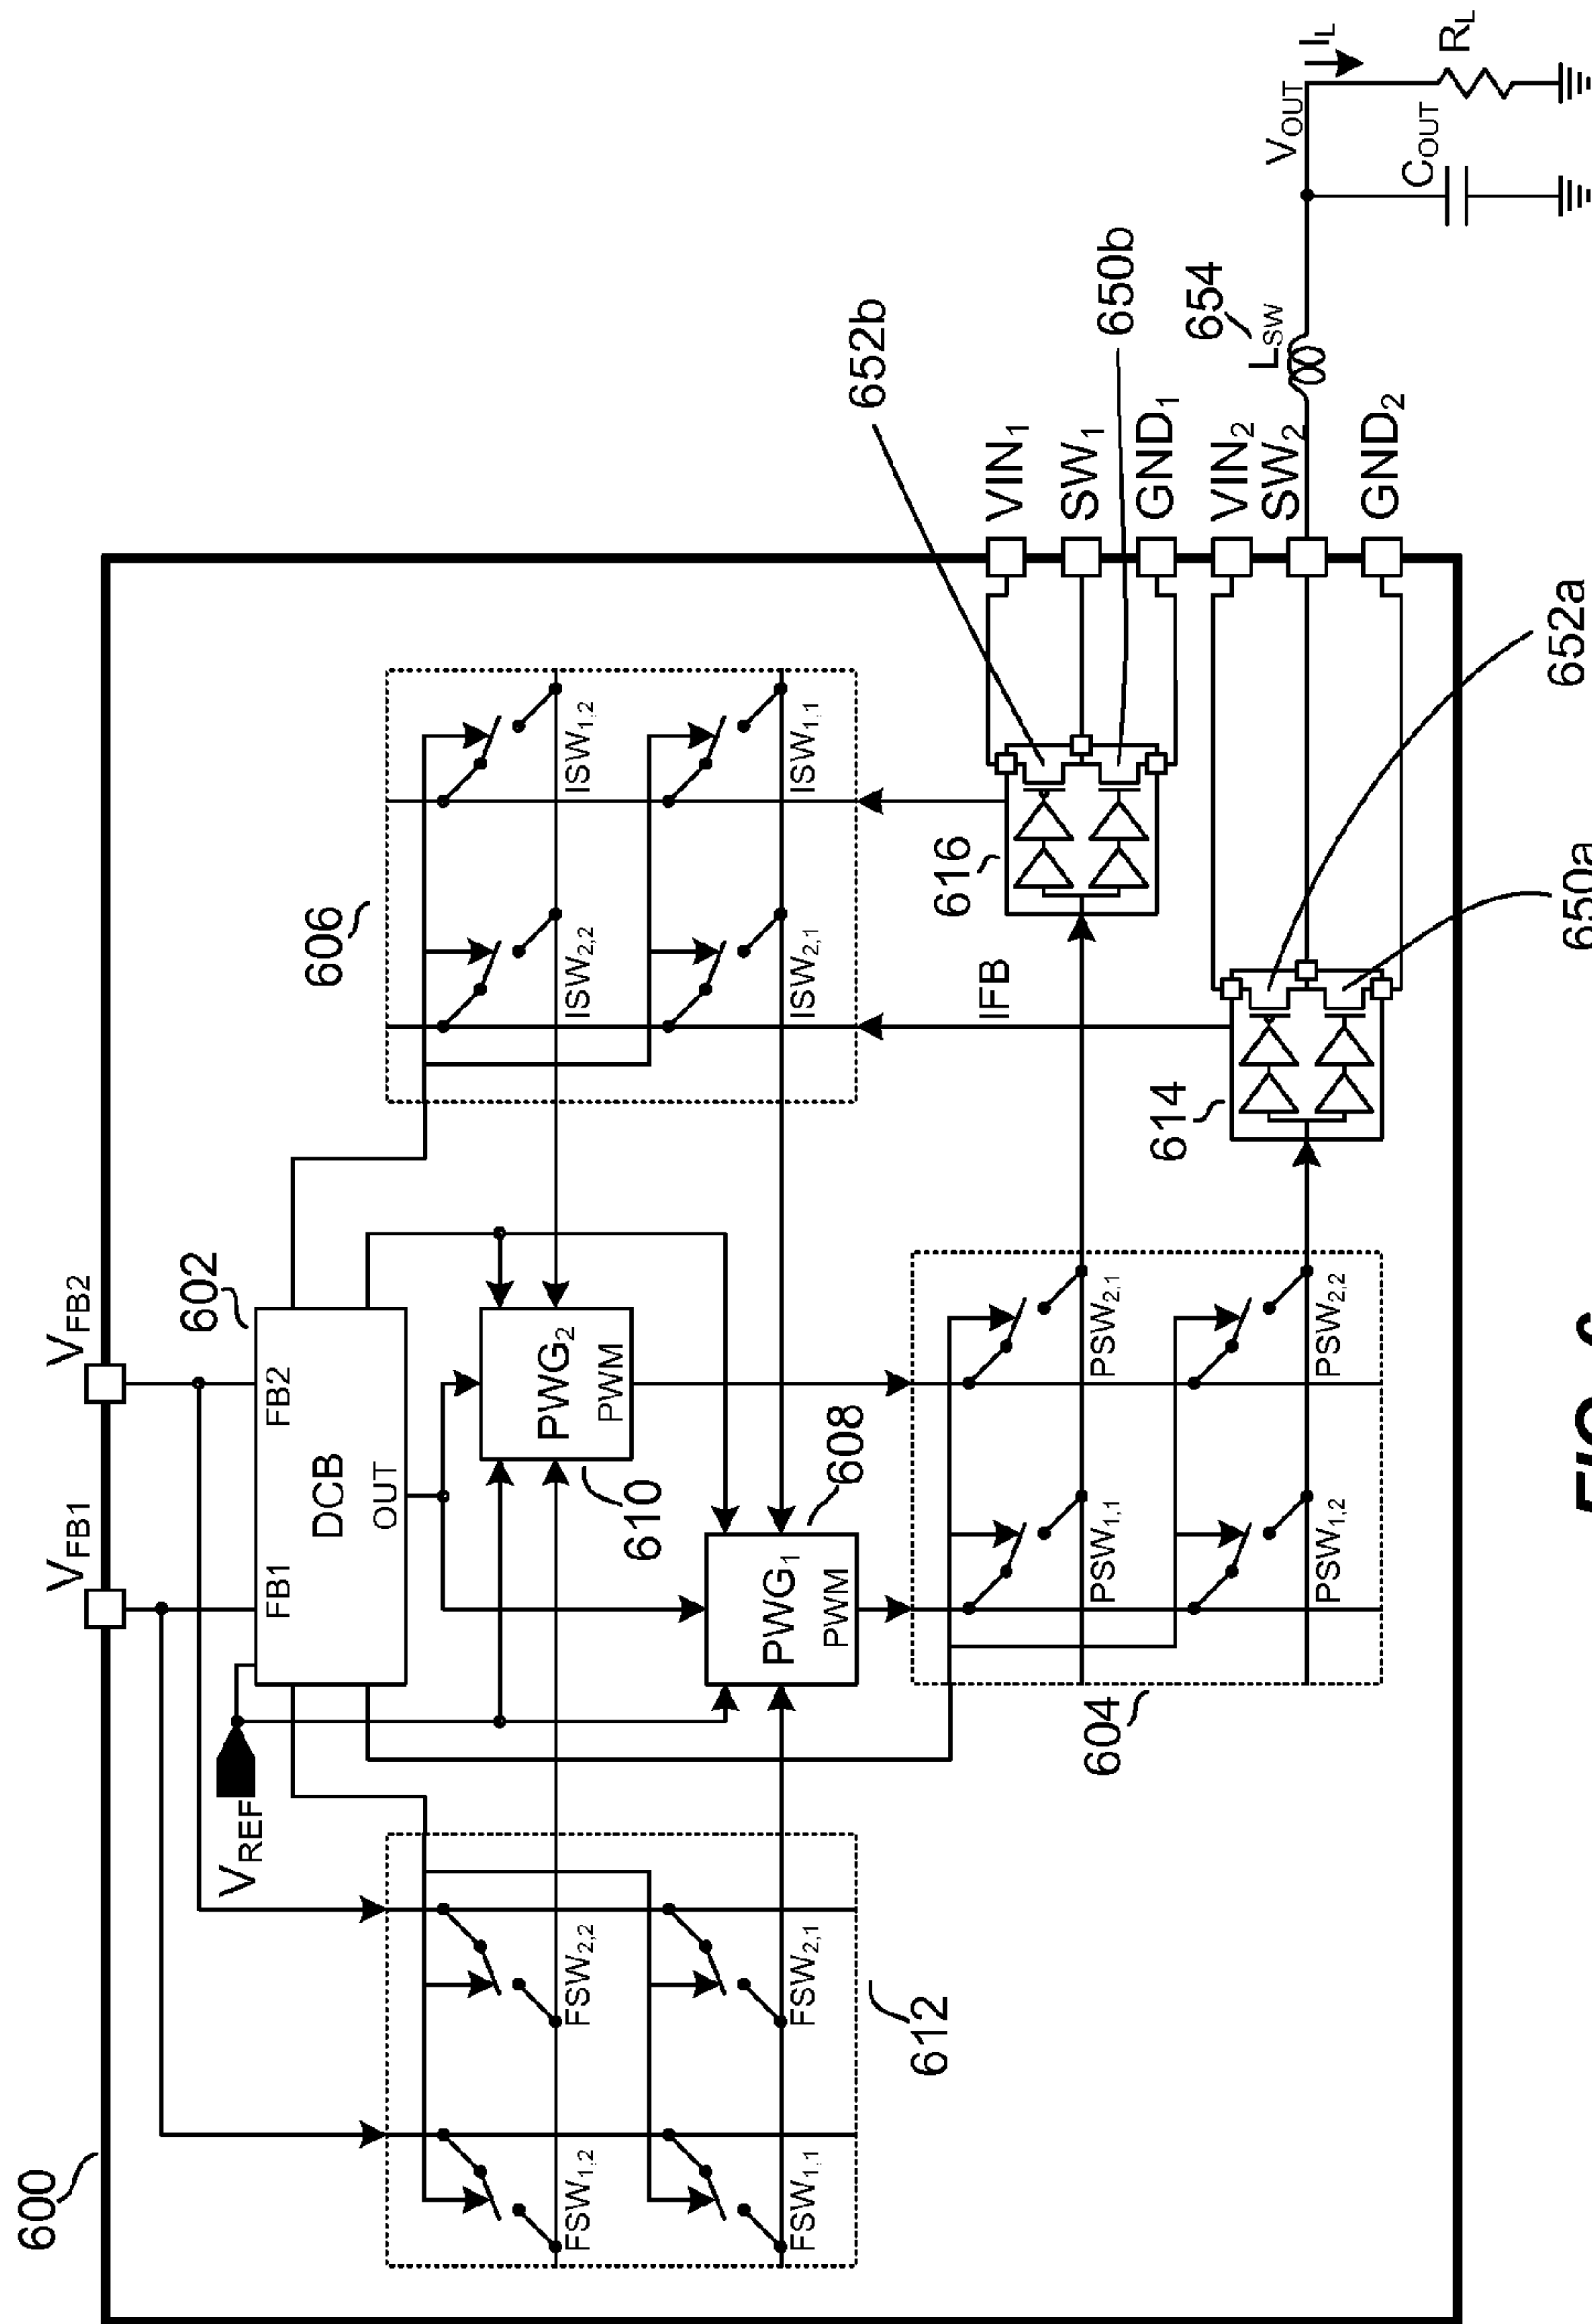 600
V_FB1
V_FB2
602
FB1
FB2
DCB
OUT
V_REF
606
ISW_2,2
ISW_1,2
ISW_2,1
ISW_1,1
PWG_2
PWM
610
PWG_1
PWM
608
FSW_1,2
FSW_2,2
FSW_1,1
FSW_2,1
612
604
PSW_1,1
PSW_2,1
PSW_1,2
PSW_2,2
IFB
616
614
652b
650b
652a
650a
VIN_1
SW_1
GND_1
VIN_2
SW_2
GND_2
654
L_SW
V_OUT
I_L
C_OUT
R_L